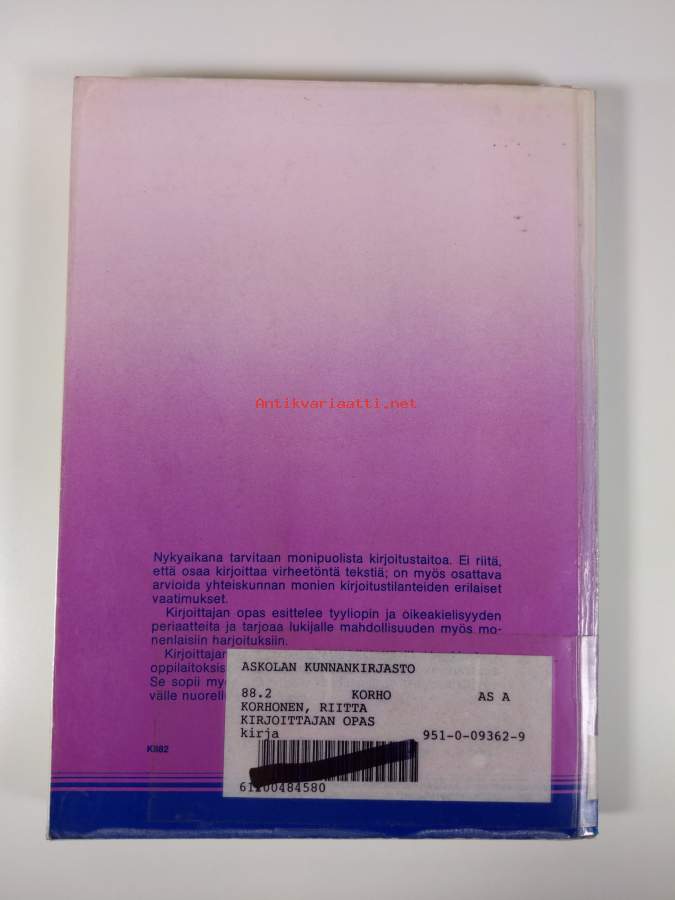 Antikvariaatti.net
Nykyaikana tarvitaan monipuolista kirjoitustaitoa. Ei riitä,
että osaa kirjoittaa virheetöntä tekstiä; on myös osattava
arvioida yhteiskunnan monien kirjoitustilanteiden erilaiset
vaatimukset.
Kirjoittajan opas esittelee tyyliopin ja oikeakielisyyden
periaatteita ja tarjoaa lukijalle mahdollisuuden myös mo-
nenlaisiin harjoituksiin.
Kirjoittajan
oppilaitoksis
Se sopii my
välle nuorell
ASKOLAN KUNNANKIRJASTO
88.2 KORHO AS A
KORHONEN, RIITTA
KIRJOITTAJAN OPAS
kirja 951-0-09362-9
Kll82